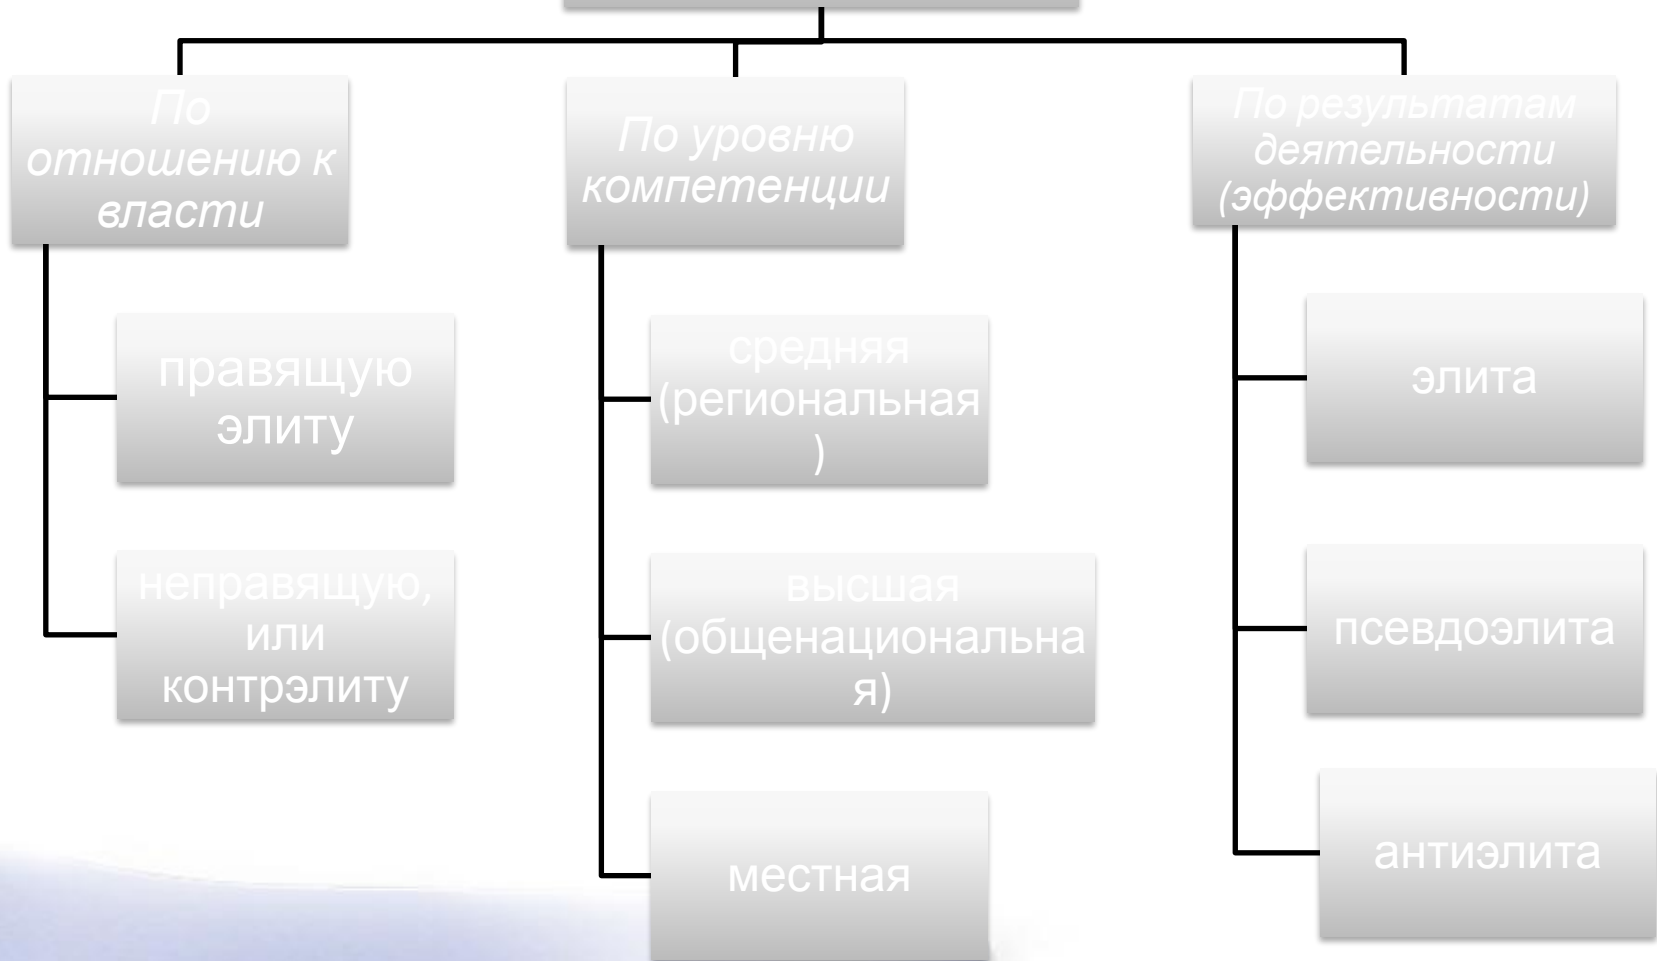 По
отношению к
власти
правящую
элиту
неправящую,
или
контрэлиту
По уровню
компетенции
средняя
(региональная
)
высшая
(общенациональна
я)
местная
По результатам
деятельности
(эффективности)
элита
псевдоэлита
антиэлита